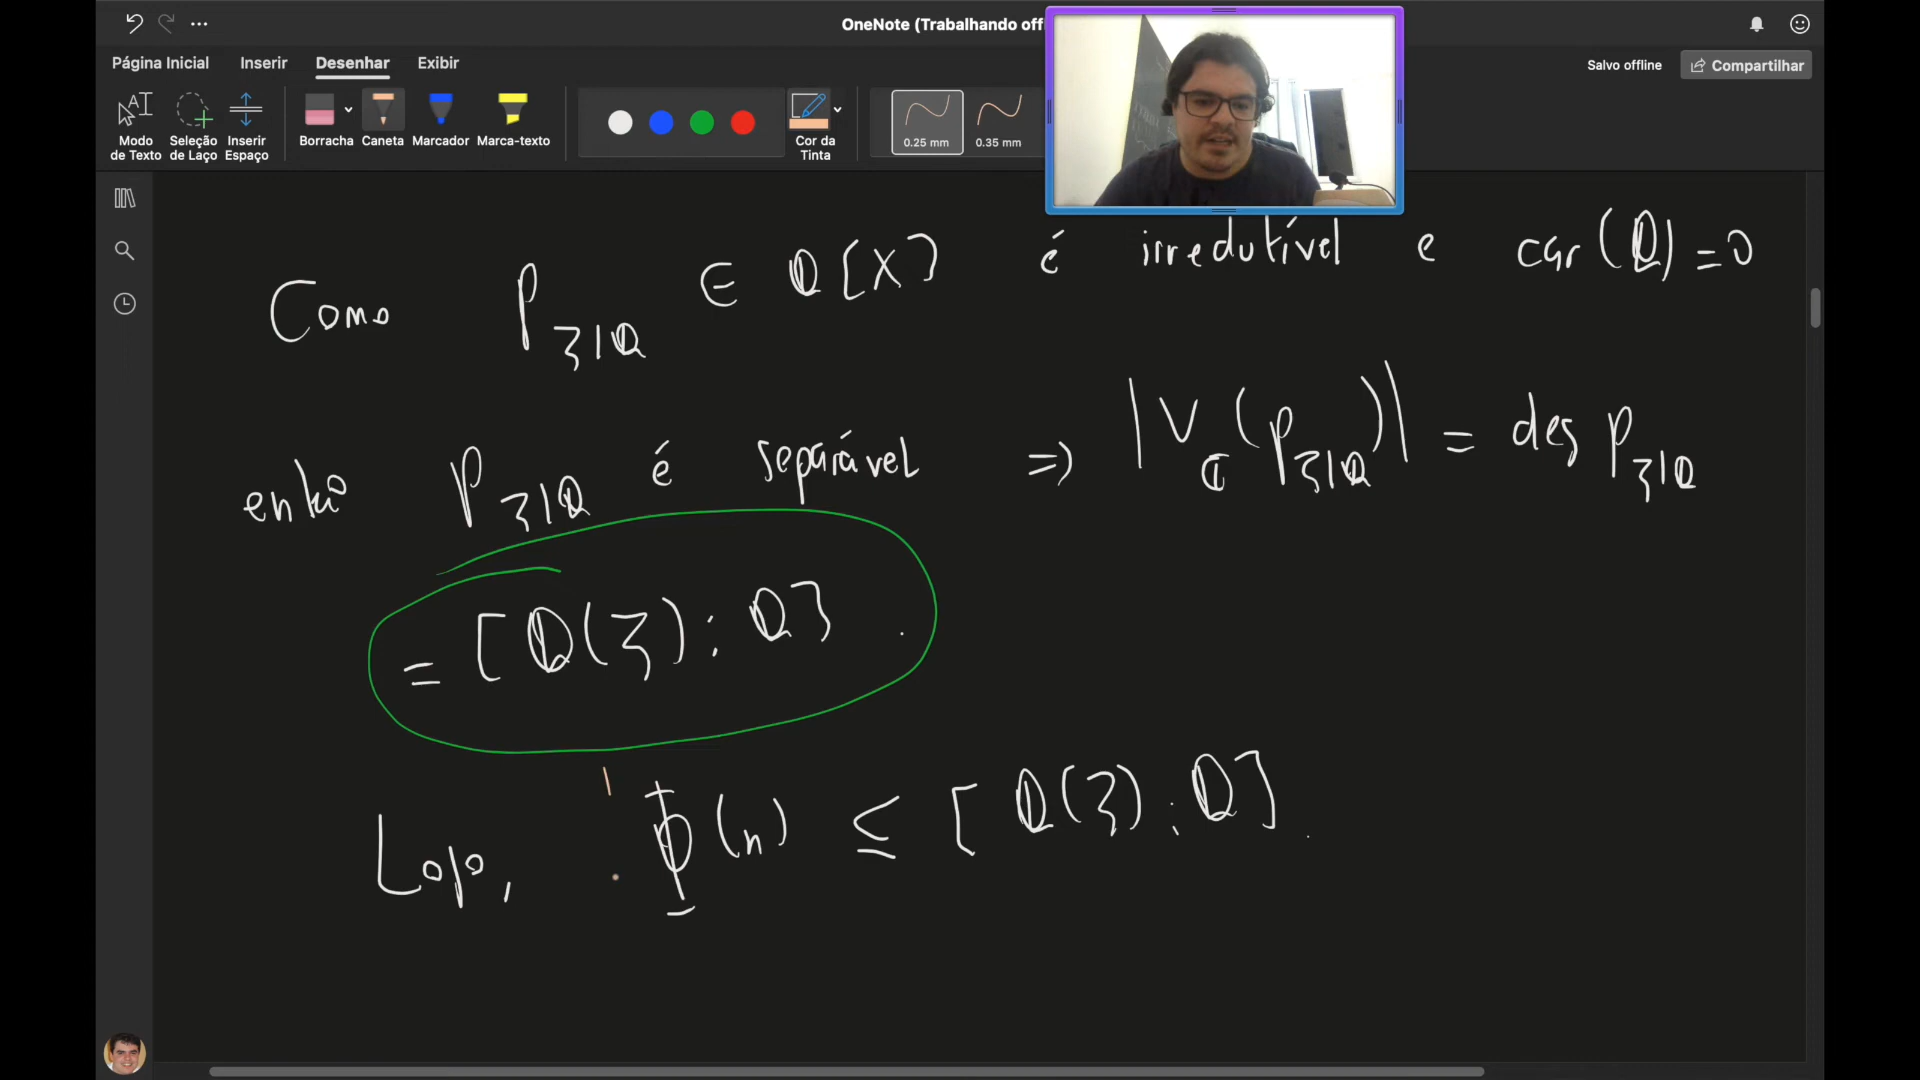 OneNote (Trabalhando off
Página Inicial Inserir Desenhar Exibir
Salvo offline Compartilhar
Modo de Texto Seleção de Laço Inserir Espaço Borracha Caneta Marcador Marca-texto Cor da Tinta 0.25 mm 0.35 mm
Como P_{ζ|ℚ} ∈ ℚ[X] é irredutível e car(ℚ) = 0
então P_{ζ|ℚ} é separável => |V_ℂ(P_{ζ|ℚ})| = deg P_{ζ|ℚ}
= [ℚ(ζ) : ℚ].
Logo, Φ(n) ≤ [ℚ(ζ) : ℚ].